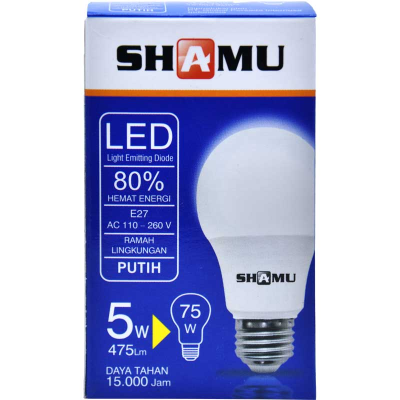 SHAMU
LED
Light Emitting Diode
80%
HEMAT ENERGI
E27
AC 110 – 260 V
RAMAH
LINGKUNGAN
PUTIH
SHAMU
5W
475Lm
75
W
DAYA TAHAN
15.000 Jam